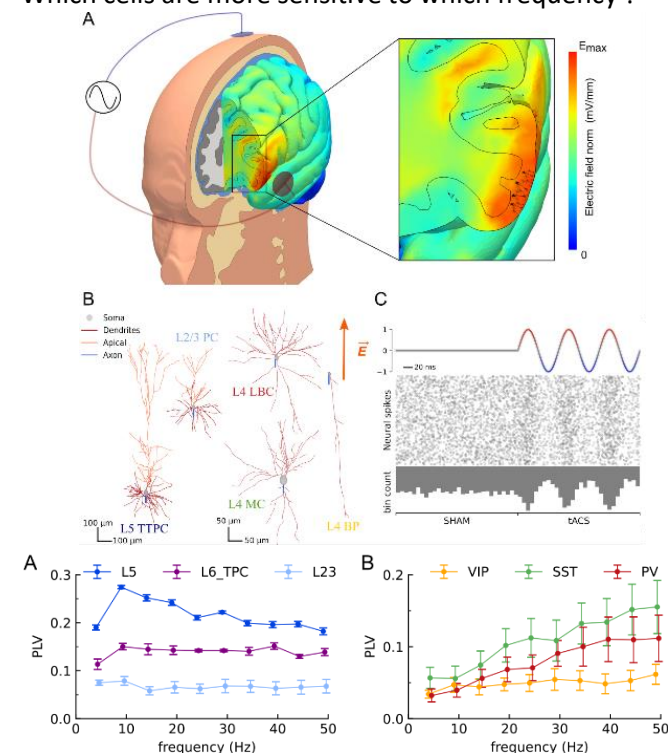 Which cells are more sensitive to which frequency ?
A
Emax
Electric field norm (mV/mm)
0
B
Soma
Dendrites
Apical
Axon
L2/3 PC
L4 LBC
E
L4 MC
L5 TTPC
L4 BP
100 μm
100 μm
50 μm
50 μm
C
1
0
-1
20 ms
Neural spikes
bin count
SHAM
tACS
A
L5 L6_TPC L23
0.3
0.2
0.1
0.0
PLV
0 10 20 30 40 50
frequency (Hz)
B
VIP SST PV
0.2
0.1
0.0
PLV
0 10 20 30 40 50
frequency (Hz)